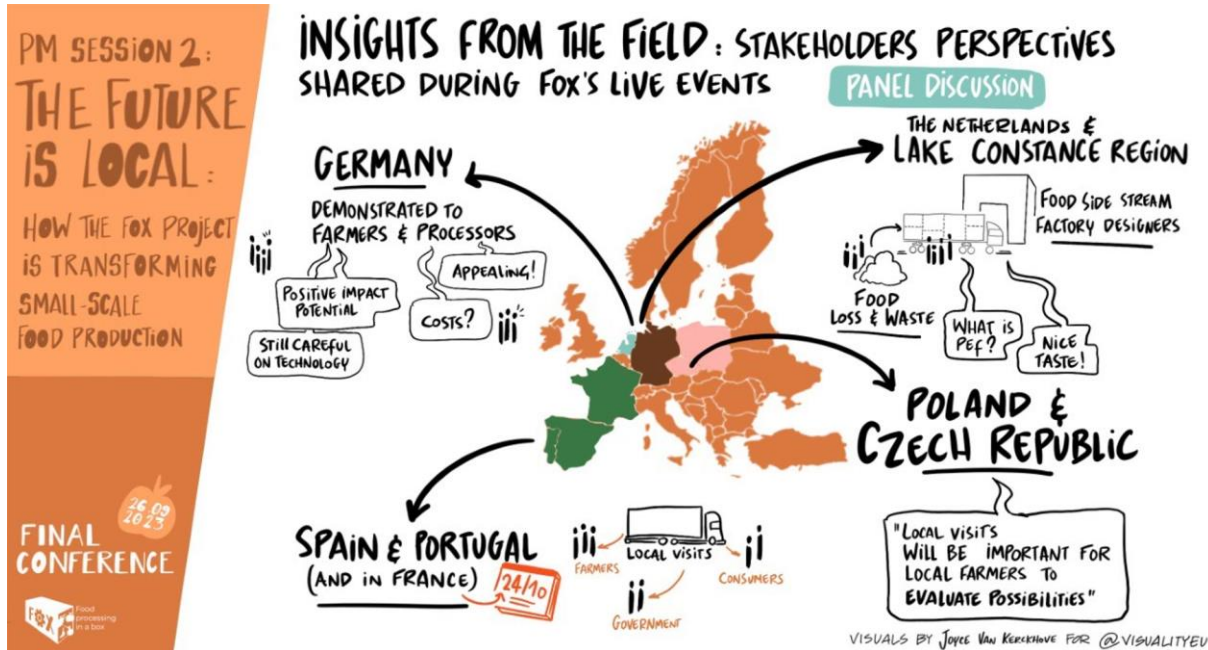 PM SESSION 2:
THE FUTURE
IS LOCAL:
HOW THE FOX PROJECT
IS TRANSFORMING
SMALL-SCALE
FOOD PRODUCTION
26.09
2023
FINAL
CONFERENCE
FOX
Food
processing
in a box
INSIGHTS FROM THE FIELD: STAKEHOLDERS PERSPECTIVES
SHARED DURING FOX'S LIVE EVENTS
PANEL DISCUSSION
GERMANY
DEMONSTRATED TO
FARMERS & PROCESSORS
APPEALING!
POSITIVE IMPACT
POTENTIAL
COSTS?
STILL CAREFUL
ON TECHNOLOGY
THE NETHERLANDS &
LAKE CONSTANCE REGION
FOOD SIDE STREAM
FACTORY DESIGNERS
FOOD
LOSS & WASTE
WHAT IS
PEF?
NICE
TASTE!
POLAND &
CZECH REPUBLIC
"LOCAL VISITS
WILL BE IMPORTANT FOR
LOCAL FARMERS TO
EVALUATE POSSIBILITIES"
SPAIN & PORTUGAL
(AND IN FRANCE)
24/10
LOCAL VISITS
FARMERS
CONSUMERS
GOVERNMENT
VISUALS BY JOYCE VAN KERCKHOVE FOR @VISUALITYEU